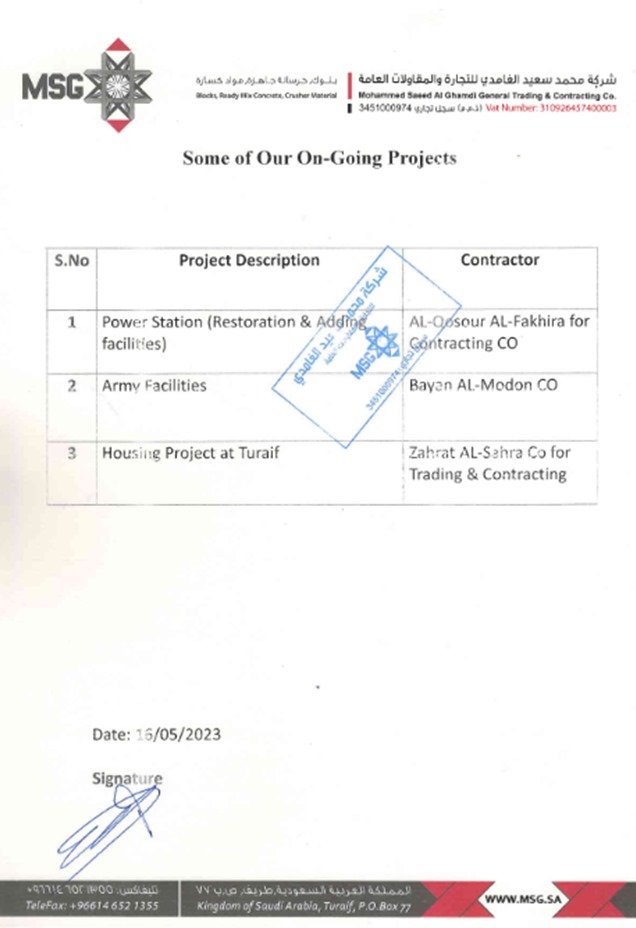 MSG
بلوك، خرسانة جاهزة، مواد كسارة
Blocks, Ready Mix Concrete, Crusher Material
شركة محمد سعيد الغامدي للتجارة والمقاولات العامة
Mohammed Saeed Al Ghamdi General Trading & Contracting Co.
3451000974 سجل تجاري (ذ.م.م) Vat Number: 310926457400003
Some of Our On-Going Projects
S.No Project Description Contractor
1 Power Station (Restoration & Adding AL-Qosour AL-Fakhira for
facilities) Contracting CO
2 Army Facilities Bayan AL-Modon CO
3 Housing Project at Turaif Zahrat AL-Sahra Co for
Trading & Contracting
شركة محمد سعيد الغامدي
MSG
3451000974
Date: 16/05/2023
Signature
تليفاكس: ٠٠٩٦٦١٤ ٦٥٢ ١٣٥٥
TeleFax: +96614 652 1355
المملكة العربية السعودية، طريف، ص.ب ٧٧
Kingdom of Saudi Arabia, Turaif, P.O.Box 77
WWW.MSG.SA